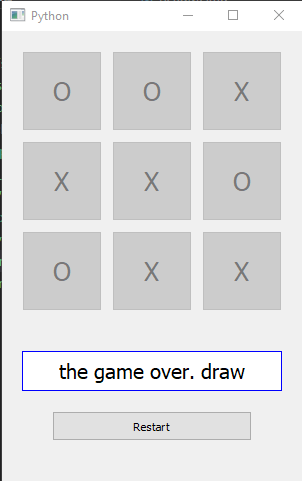 Python
O O X
X X O
O X X
the game over. draw
Restart